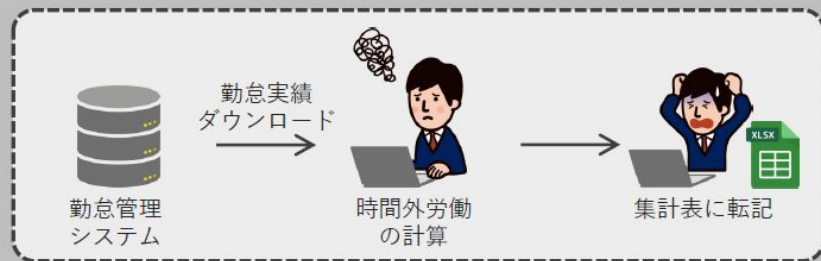 勤怠実績
ダウンロード
XLSX
勤怠管理
システム
時間外労働
の計算
集計表に転記